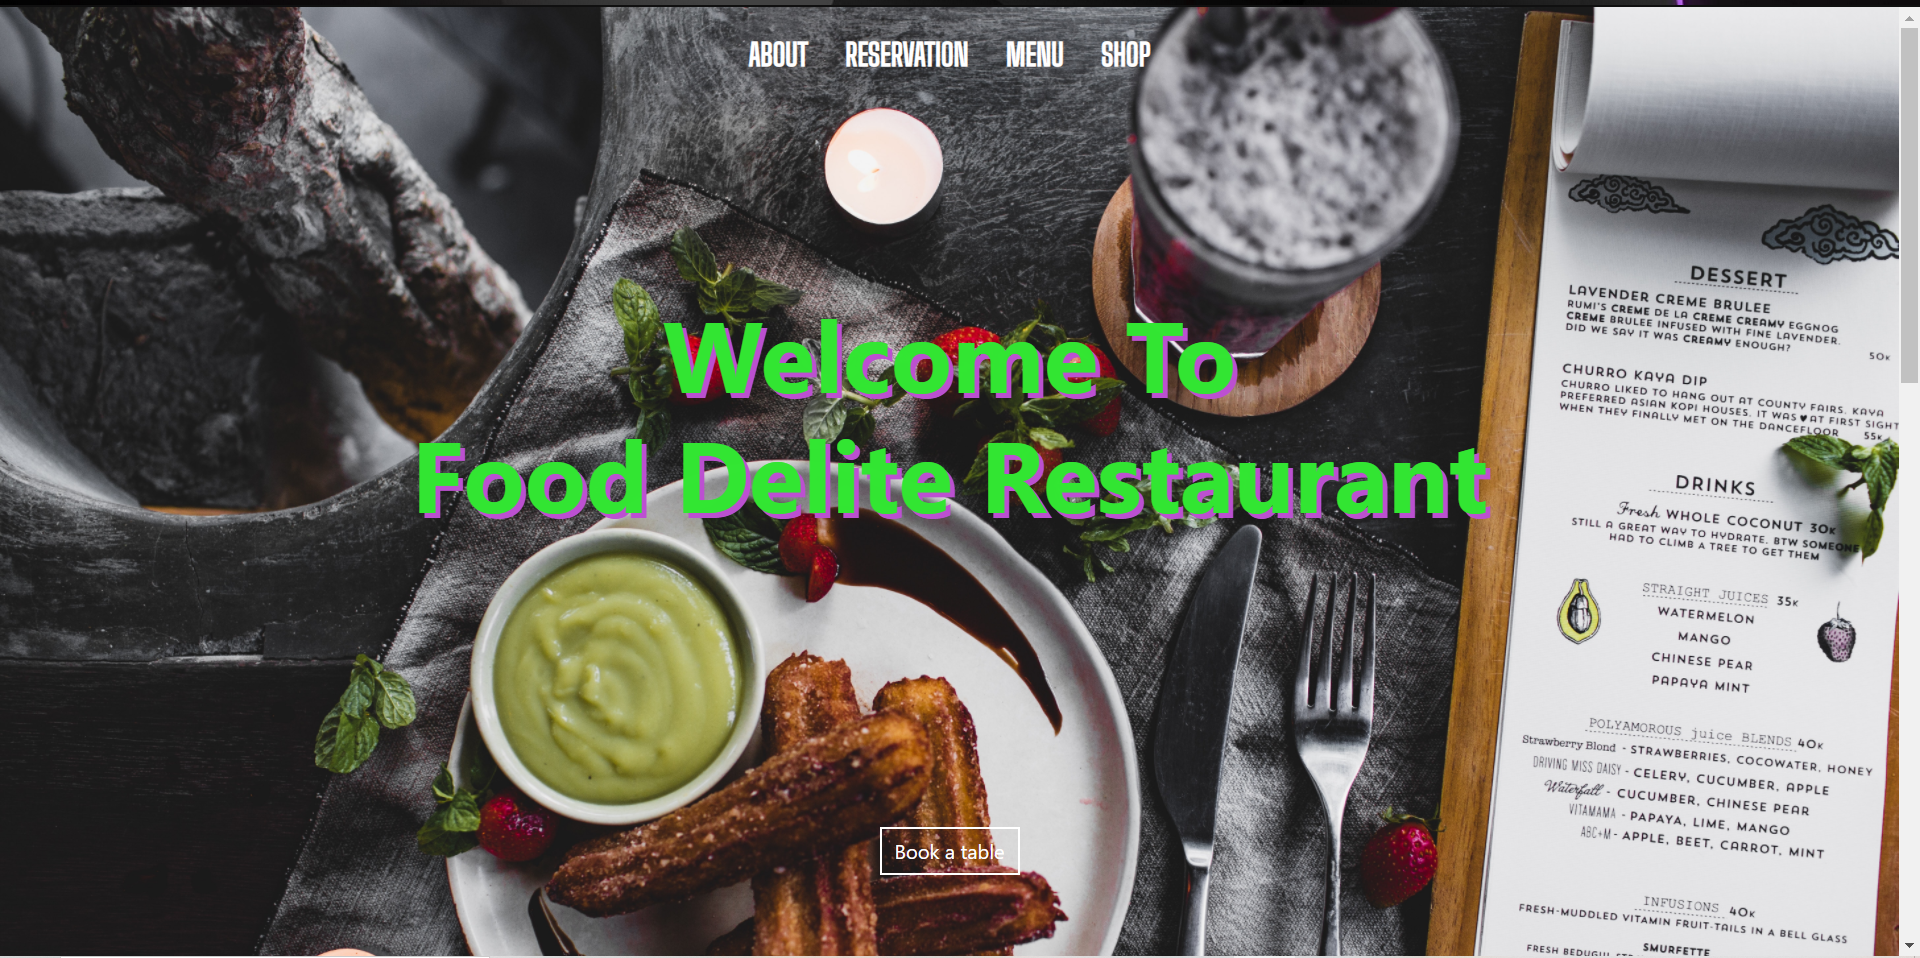 ABOUT RESERVATION MENU SHOP
Welcome To
Food Delite Restaurant
Book a table
DESSERT
LAVENDER CREME BRULEE
RUMI'S CREME DE LA CREME CREAMY EGGNOG
CREME BRULEE INFUSED WITH FINE LAVENDER.
DID WE SAY IT WAS CREAMY ENOUGH?
50K
CHURRO KAYA DIP
CHURRO LIKED TO HANG OUT AT COUNTY FAIRS. KAYA
PREFERRED ASIAN KOPI HOUSES. IT WAS ♥ AT FIRST SIGHT
WHEN THEY FINALLY MET ON THE DANCEFLOOR 55K
DRINKS
Fresh WHOLE COCONUT 30K
STILL A GREAT WAY TO HYDRATE. BTW SOMEONE
HAD TO CLIMB A TREE TO GET THEM
STRAIGHT JUICES 35K
WATERMELON
MANGO
CHINESE PEAR
PAPAYA MINT
POLYAMOROUS juice BLENDS 40K
Strawberry Blond - STRAWBERRIES, COCOWATER, HONEY
DRIVING MISS DAISY - CELERY, CUCUMBER, APPLE
Waterfall - CUCUMBER, CHINESE PEAR
VITAMAMA - PAPAYA, LIME, MANGO
ABC+M - APPLE, BEET, CARROT, MINT
INFUSIONS 40K
FRESH-MUDDLED VITAMIN FRUIT-TAILS IN A BELL GLASS
SMURFETTE
FRESH BEDUGUL